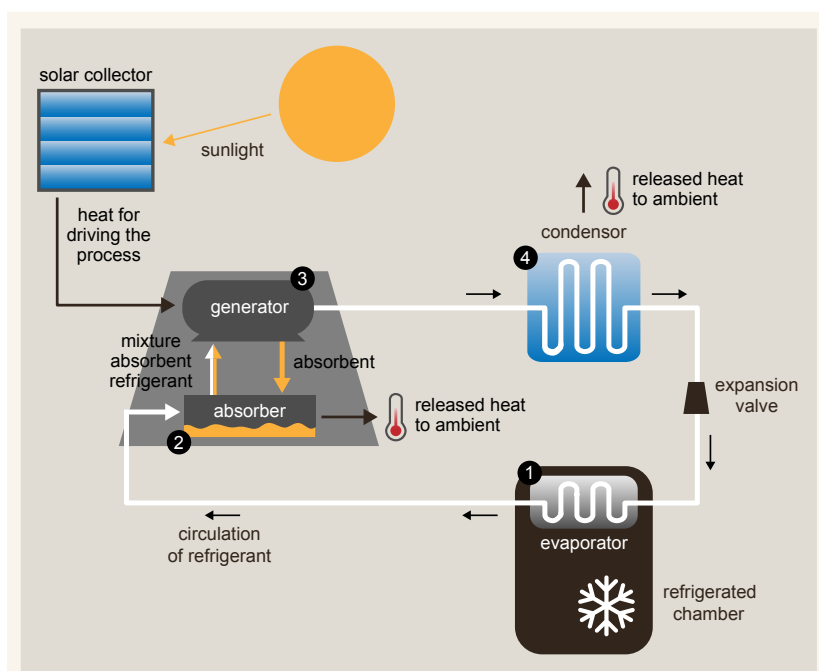 solar collector
sunlight
heat for
driving the
process
released heat
to ambient
condensor
4
3
generator
mixture
absorbent
refrigerant
absorbent
expansion
valve
absorber
released heat
to ambient
2
1
circulation
of refrigerant
evaporator
refrigerated
chamber